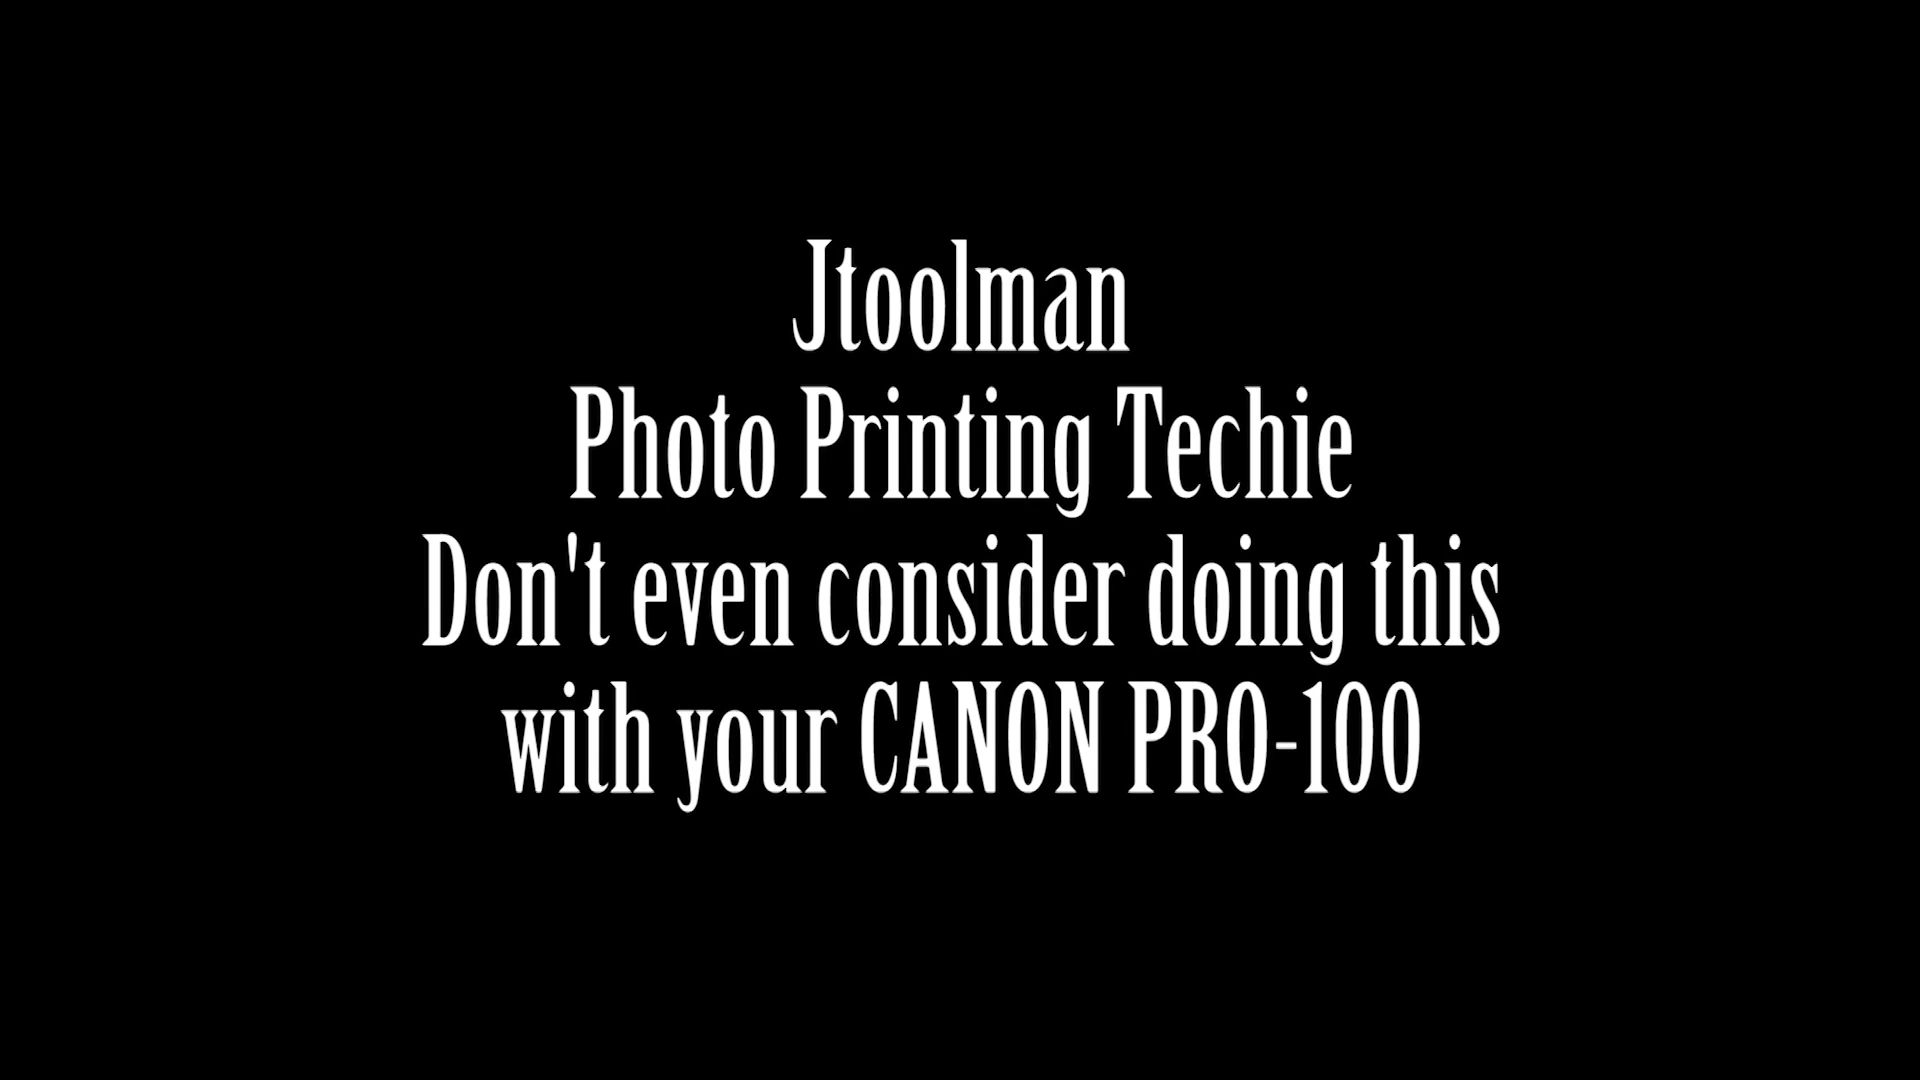 Jtoolman
Photo Printing Techie
Don't even consider doing this
with your CANON PRO-100